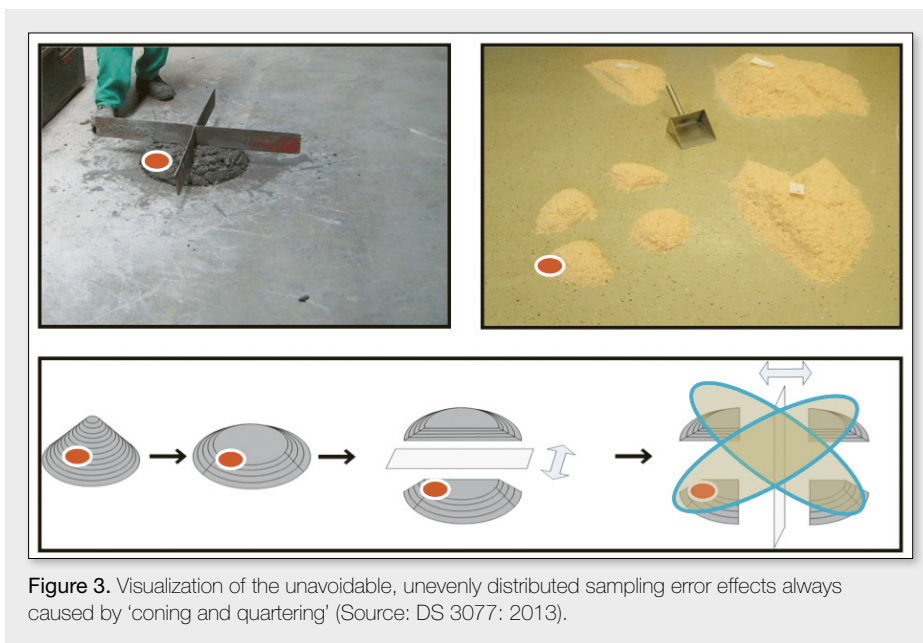 Figure 3. Visualization of the unavoidable, unevenly distributed sampling error effects always
caused by ‘coning and quartering’ (Source: DS 3077: 2013).